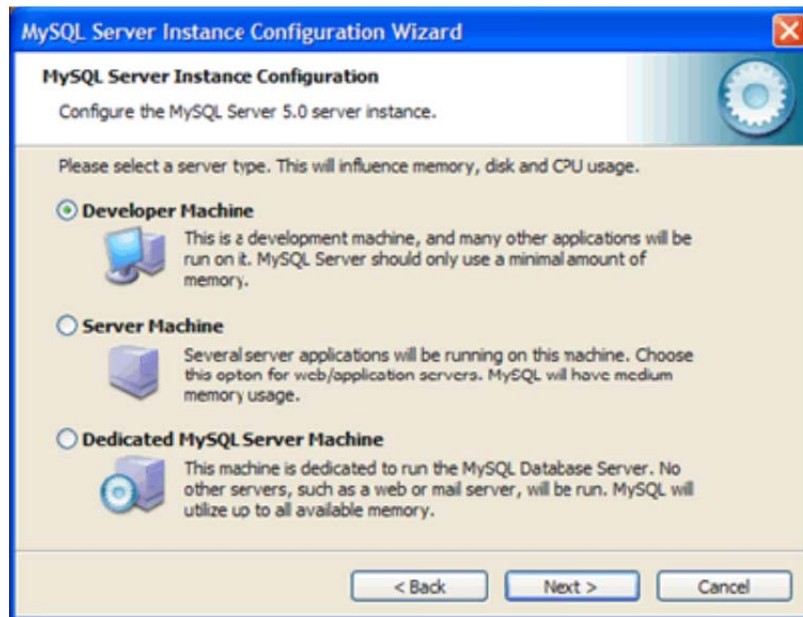 MySQL Server Instance Configuration Wizard
MySQL Server Instance Configuration
Configure the MySQL Server 5.0 server instance.
Please select a server type. This will influence memory, disk and CPU usage.
Developer Machine
This is a development machine, and many other applications will be
run on it. MySQL Server should only use a minimal amount of
memory.
Server Machine
Several server applications will be running on this machine. Choose
this option for web/application servers. MySQL will have medium
memory usage.
Dedicated MySQL Server Machine
This machine is dedicated to run the MySQL Database Server. No
other servers, such as a web or mail server, will be run. MySQL will
utilize up to all available memory.
< Back
Next >
Cancel